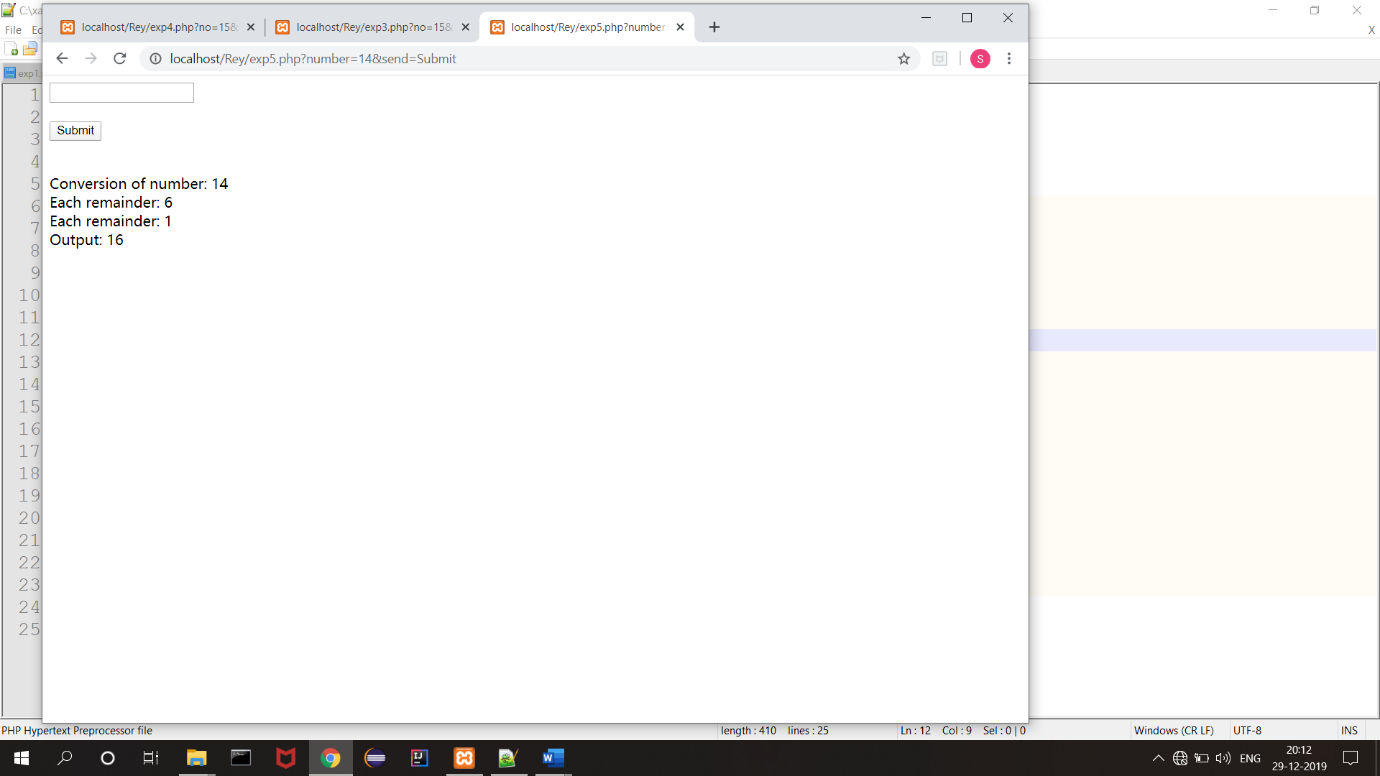 C:\xa
localhost/Rey/exp4.php?no=15&
localhost/Rey/exp3.php?no=15&
localhost/Rey/exp5.php?number=
File
localhost/Rey/exp5.php?number=14&send=Submit
S
X
exp1.
Submit
Conversion of number: 14
Each remainder: 6
Each remainder: 1
Output: 16
1
2
3
4
5
6
7
8
9
10
11
12
13
14
15
16
17
18
19
20
21
22
23
24
25
PHP Hypertext Preprocessor file length : 410 lines : 25 Ln : 12 Col : 9 Sel : 0 | 0 Windows (CR LF) UTF-8 INS
ENG
20:12
29-12-2019